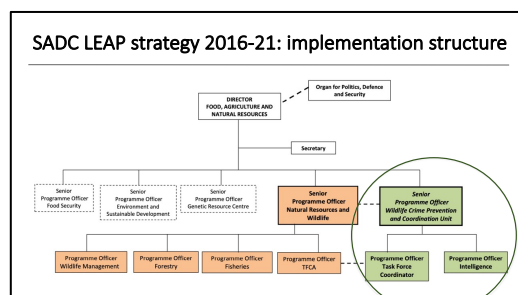 SADC LEAP strategy 2016-21: implementation structure
Organ for Politics, Defence
and Security
DIRECTOR
FOOD, AGRICULTURE AND
NATURAL RESOURCES
Secretary
Senior
Programme Officer
Food Security
Senior
Programme Officer
Environment and
Sustainable Development
Senior
Programme Officer
Genetic Resource Centre
Senior
Programme Officer
Natural Resources and
Wildlife
Senior
Programme Officer
Wildlife Crime Prevention
and Coordination Unit
Programme Officer
Wildlife Management
Programme Officer
Forestry
Programme Officer
Fisheries
Programme Officer
TFCA
Programme Officer
Task Force
Coordinator
Programme Officer
Intelligence